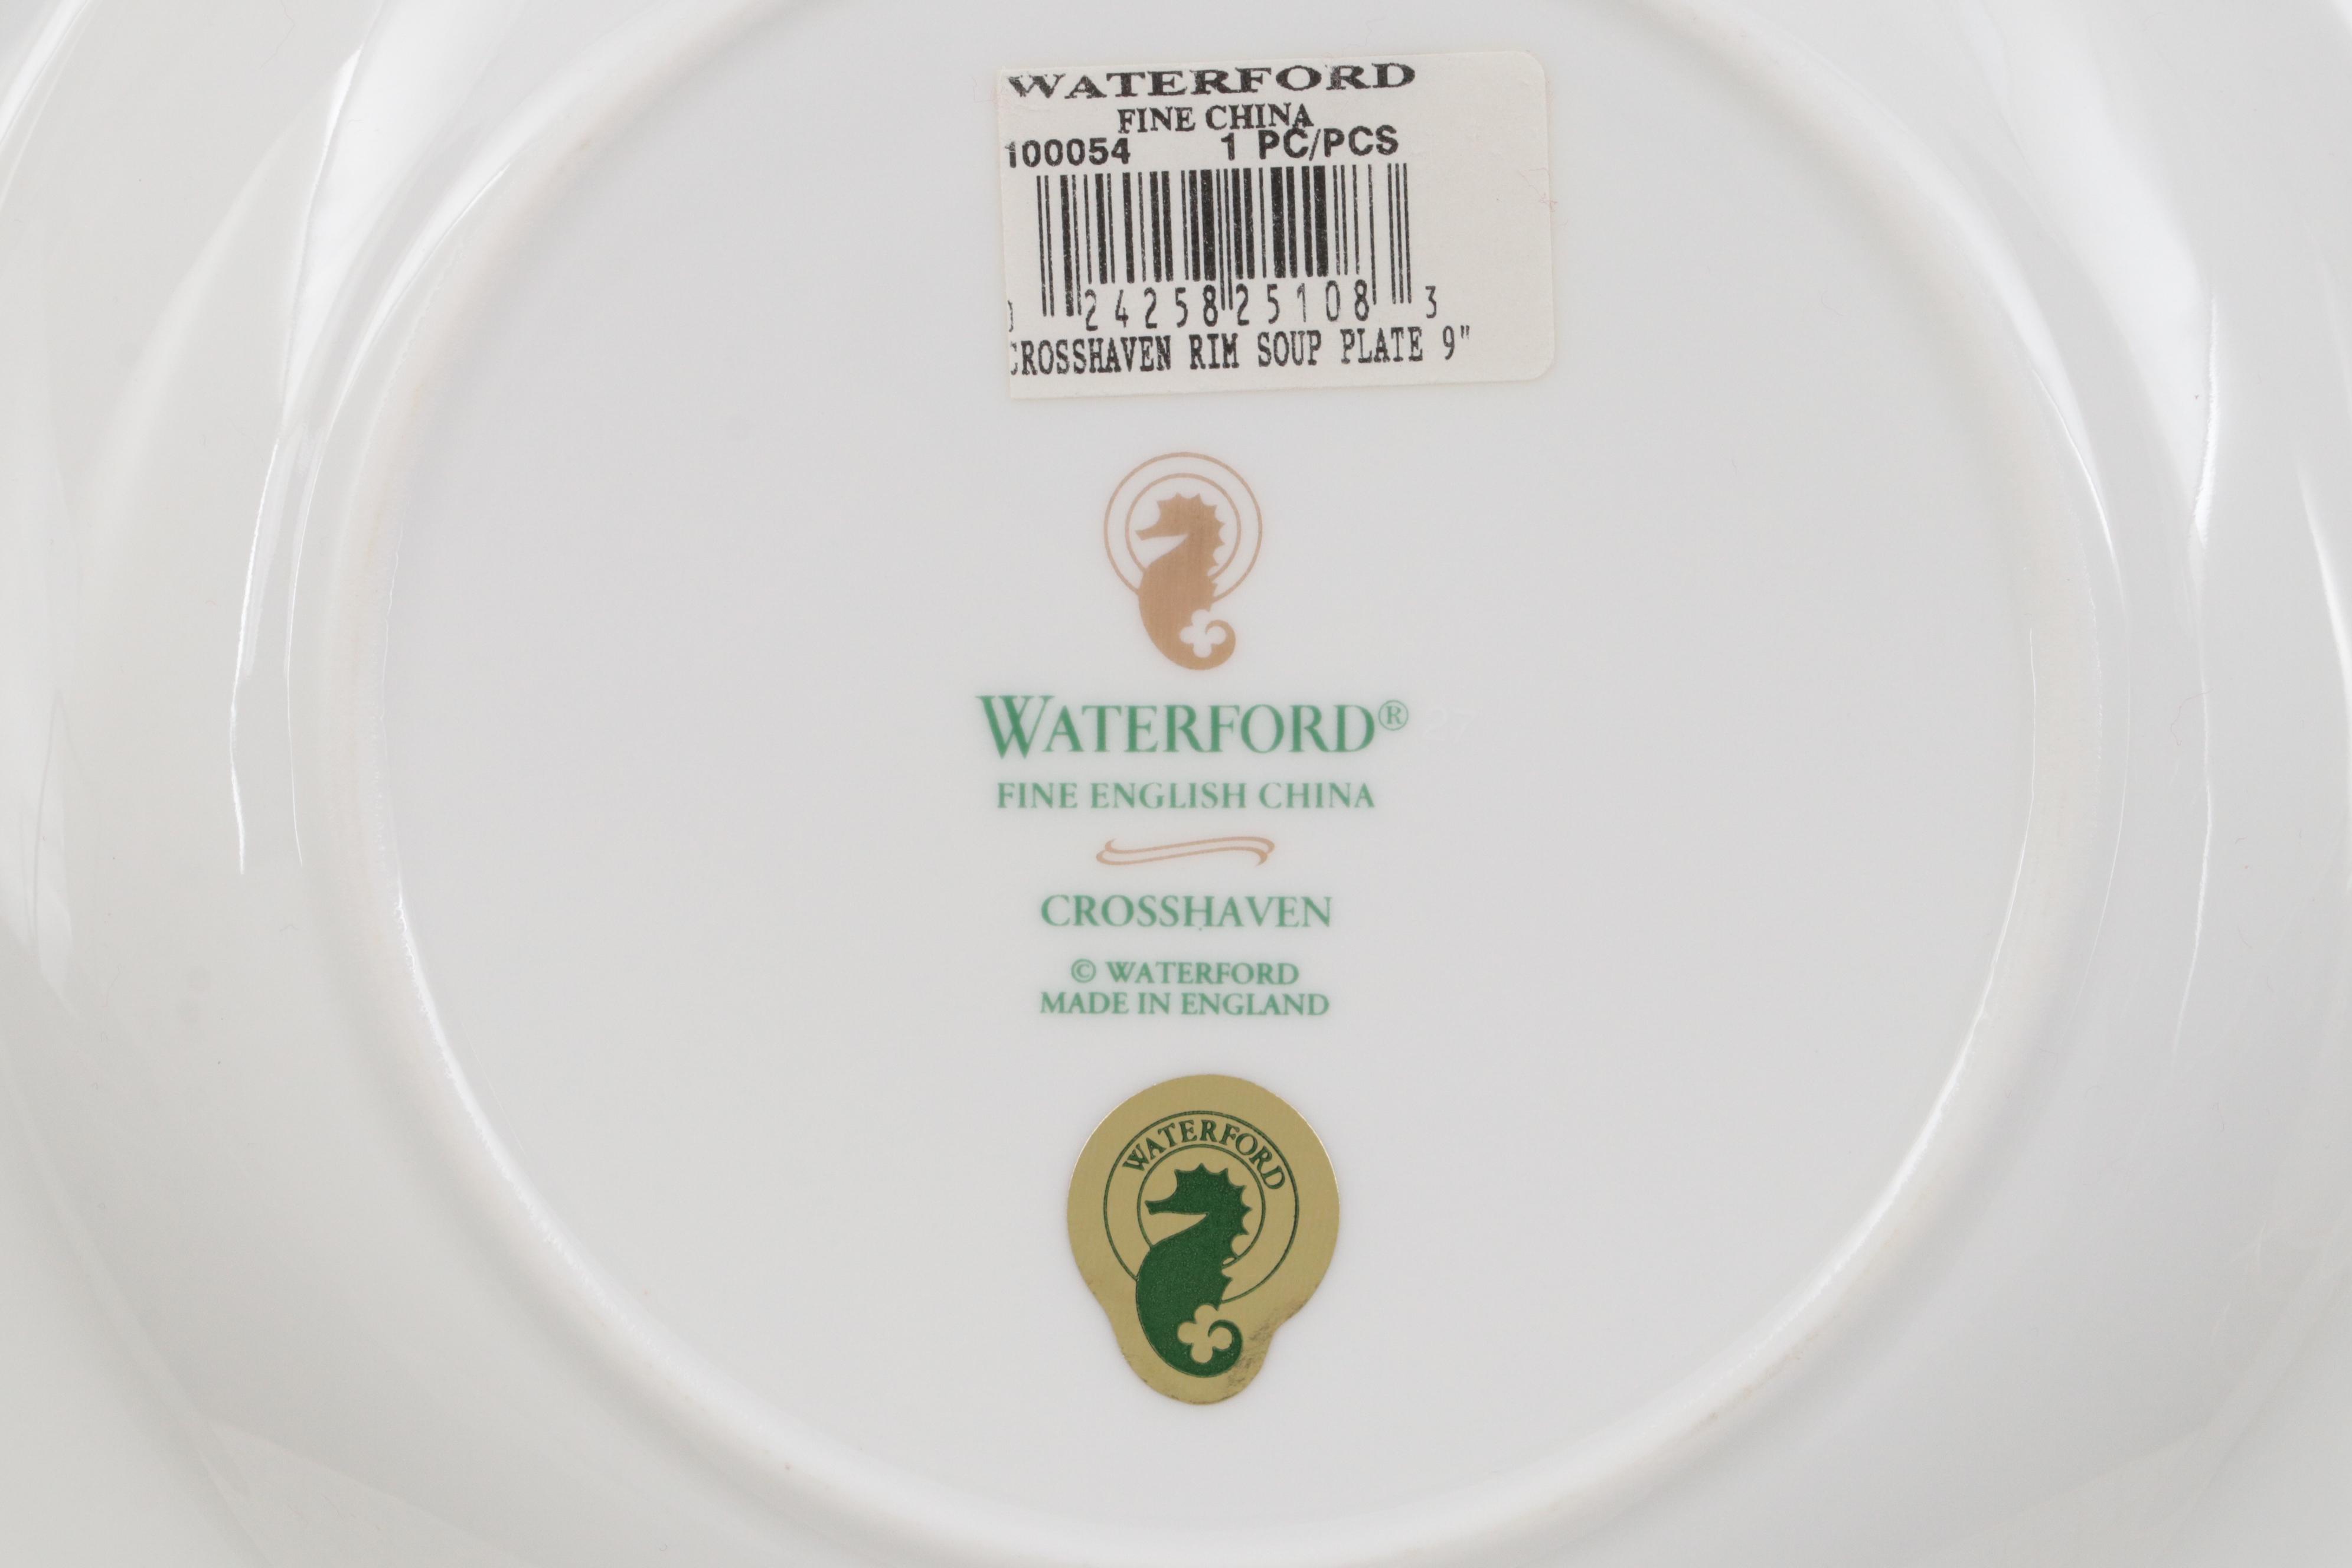 WATERFORD
FINE CHINA
100054 1 PC/PCS
24258 25108 3
CROSSHAVEN RIM SOUP PLATE 9"
WATERFORD®
FINE ENGLISH CHINA
CROSSHAVEN
© WATERFORD
MADE IN ENGLAND
WATERFORD